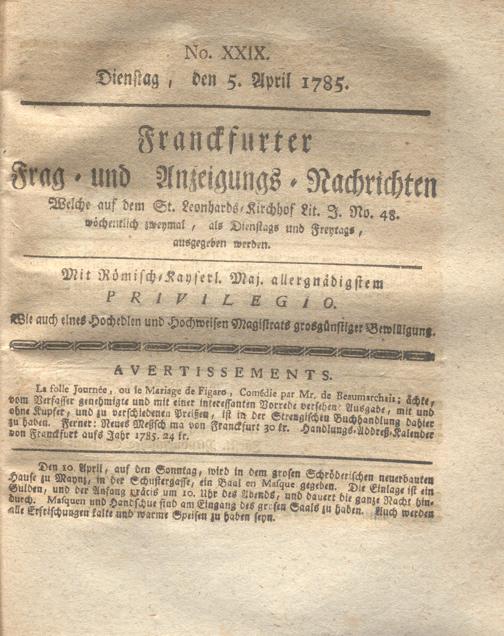 No. XXIX.
Dienstag, den 5. April 1785.
Franckfurter
Frag- und Anzeigungs-Nachrichten
Welche auf dem St. Leonhards-Kirchhof Lit. J. No. 48.
wöchentlich zweymal, als Dienstags und Freytags,
ausgegeben werden.
Mit Römisch-Kayserl. Maj. allergnädigstem
PRIVILEGIO.
Wie auch eines Hochedlen und Hochweisen Magistrats grosgünstiger Bewilligung.
AVERTISSEMENTS.
La folle Journée, ou le Mariage de Figaro, Comédie par Mr. de Beaumarchais; ächte,
vom Verfasser genehmigte und mit einer interessanten Vorrede versehene Ausgabe, mit und
ohne Kupfer, und zu verschiedenen Preißen, ist in der Strengischen Buchhandlung dahier
zu haben. Ferner: Neues Meßsch ma von Franckfurt 30 kr. Handlungs-Addreß-Kalender
von Franckfurt aufs Jahr 1785. 24 kr.
Den 10 April, auf den Sonntag, wird in dem grosen Schröderischen neuerbauten
Hause zu Maynz, in der Schustergasse, ein Baal en Masque gegeben. Die Einlage ist ein
Gulden, und der Anfang präcis um 10. Uhr des Abends, und dauert die ganze Nacht hin-
durch. Masquen und Handschue sind am Eingang des grosen Saals zu haben. Auch werden
alle Erfrischungen kalte und warme Speisen zu haben seyn.